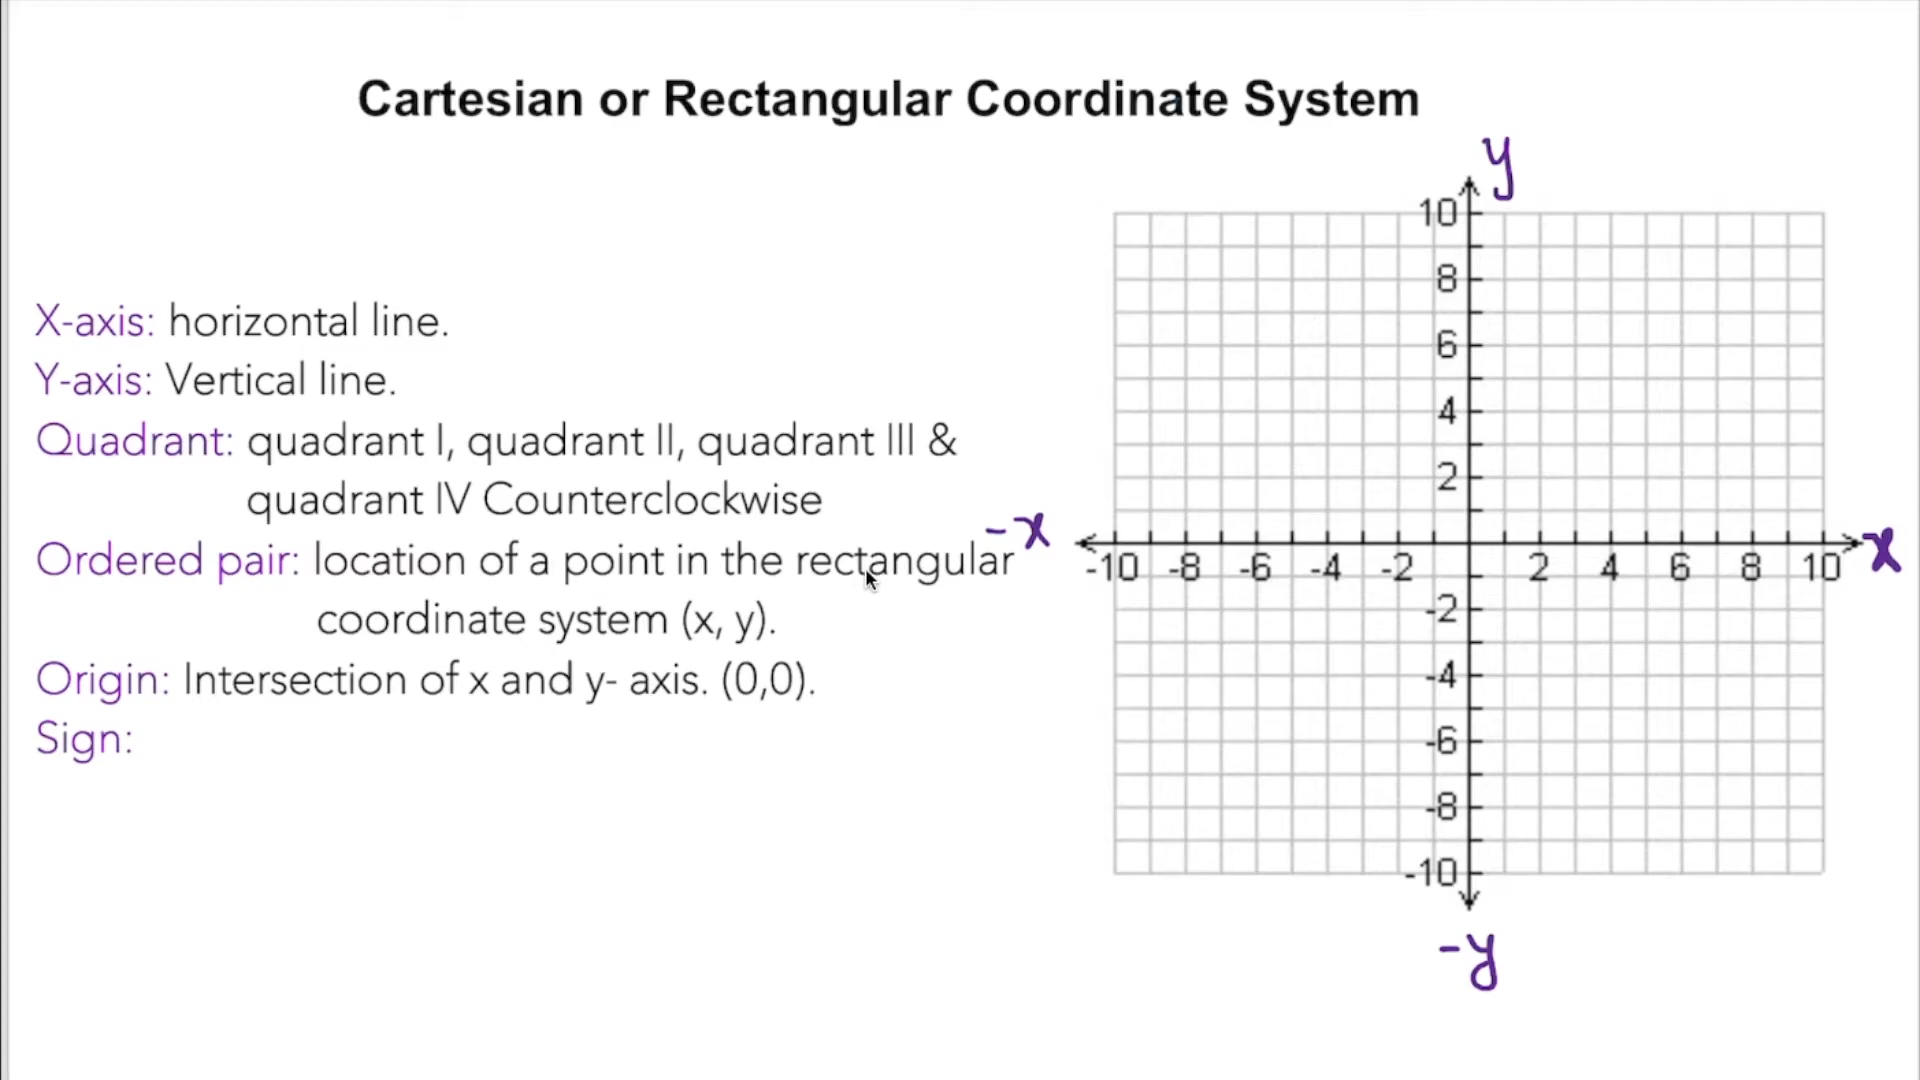 Cartesian or Rectangular Coordinate System
y
10
8
X-axis: horizontal line.
6
Y-axis: Vertical line.
4
Quadrant: quadrant I, quadrant II, quadrant III &
2
quadrant IV Counterclockwise
-x
x
Ordered pair: location of a point in the rectangular
-10 -8 -6 -4 -2 2 4 6 8 10
coordinate system (x, y).
-2
Origin: Intersection of x and y- axis. (0,0).
-4
Sign:
-6
-8
-10
-y